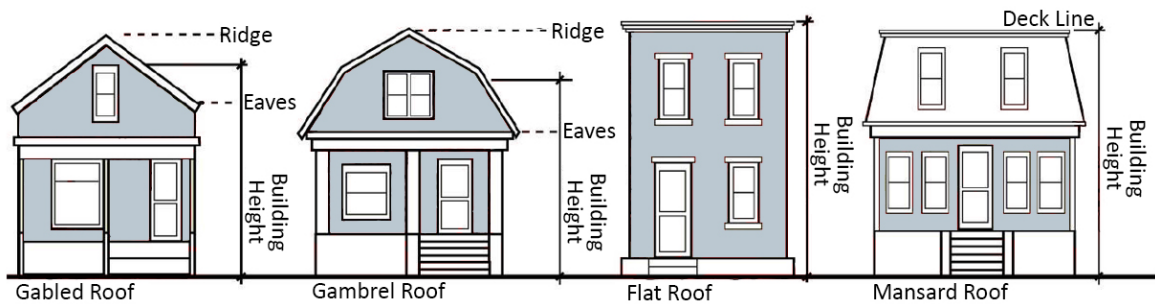 Ridge
Eaves
Building
Height
Gabled Roof
Ridge
Eaves
Building
Height
Gambrel Roof
Building
Height
Flat Roof
Deck Line
Building
Height
Mansard Roof